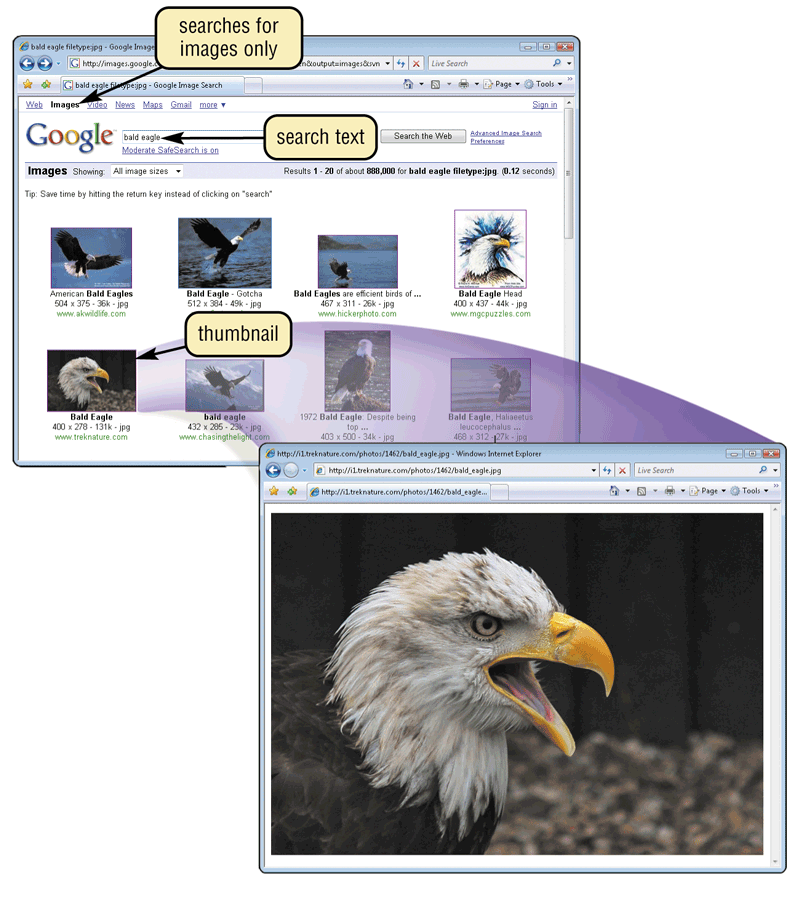 searches for
images only
bald eagle filetype:jpg - Google Image
http://images.google.c
n&output=images&svn
Live Search
bald eagle filetype:jpg - Google Image Search
Page
Tools
Web Images Video News Maps Gmail more ▼
Sign in
Google
bald eagle
search text
Search the Web
Advanced Image Search
Preferences
Moderate SafeSearch is on
Images Showing: All image sizes
Results 1 - 20 of about 888,000 for bald eagle filetype:jpg. (0.12 seconds)
Tip: Save time by hitting the return key instead of clicking on "search"
American Bald Eagles
504 x 375 - 36k - jpg
www.akwildlife.com
Bald Eagle - Gotcha
512 x 384 - 49k - jpg
Bald Eagles are efficient birds of ...
467 x 311 - 26k - jpg
www.hickerphoto.com
Bald Eagle Head
400 x 437 - 44k - jpg
www.mgcpuzzles.com
thumbnail
Bald Eagle
400 x 278 - 131k - jpg
www.treknature.com
bald eagle
432 x 285 - 23k - jpg
www.chasingthelight.com
1972 Bald Eagle: Despite being
top ...
403 x 500 - 34k - jpg
Bald Eagle, Haliaeetus
leucocephalus ...
468 x 312 - 27k - jpg
http://i1.treknature.com/photos/1462/bald_eagle.jpg - Windows Internet Explorer
http://i1.treknature.com/photos/1462/bald_eagle.jpg
Live Search
http://i1.treknature.com/photos/1462/bald_eagle...
Page
Tools